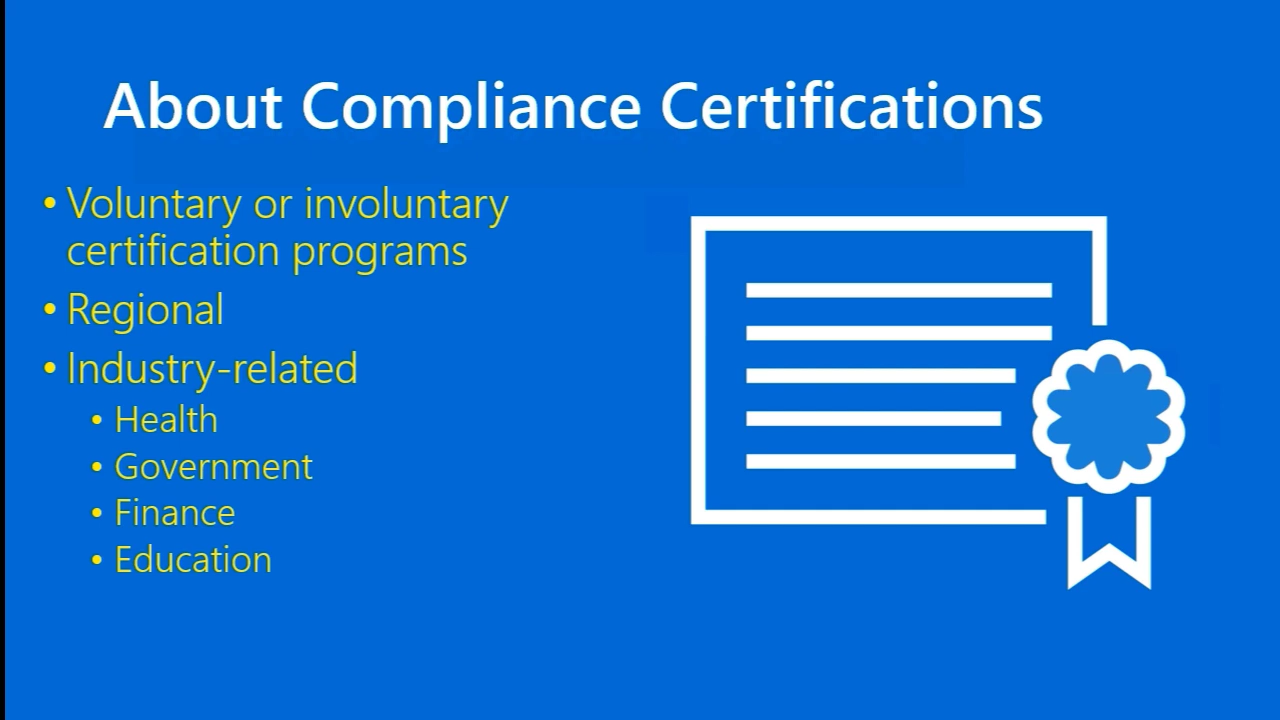 About Compliance Certifications
• Voluntary or involuntary
certification programs
• Regional
• Industry-related
• Health
• Government
• Finance
• Education